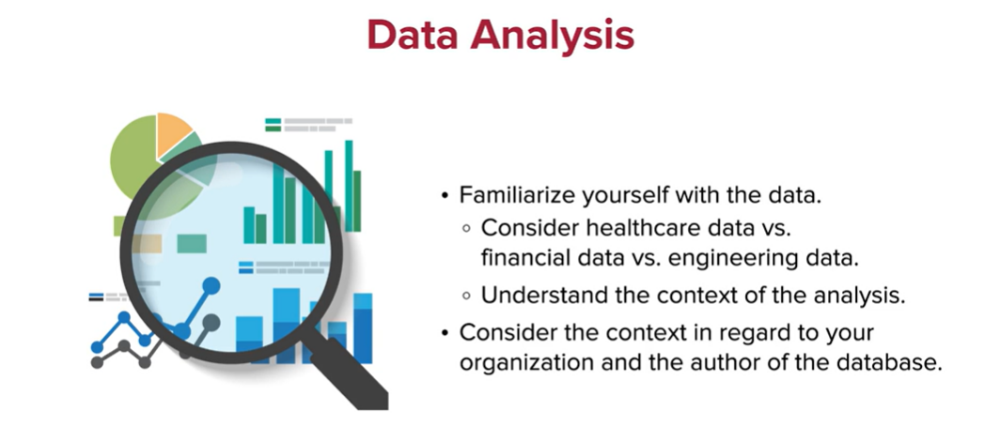 Data Analysis
• Familiarize yourself with the data.
◦ Consider healthcare data vs.
financial data vs. engineering data.
◦ Understand the context of the analysis.
• Consider the context in regard to your
organization and the author of the database.